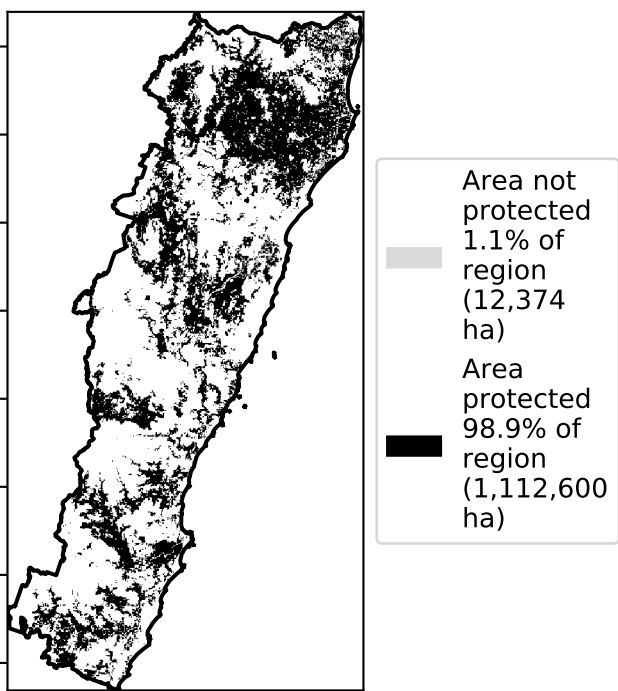 Area not
protected
1.1% of
region
(12,374
ha)
Area
protected
98.9% of
region
(1,112,600
ha)